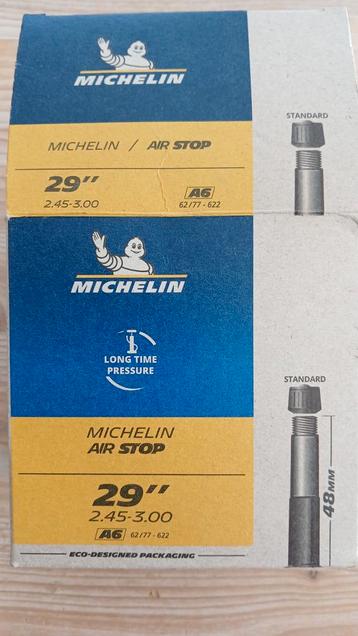 MICHELIN
STANDARD
MICHELIN / AIR STOP
29"
2.45-3.00
A6
62/77 - 622
MICHELIN
LONG TIME
PRESSURE
STANDARD
MICHELIN
AIR STOP
29"
2.45-3.00
A6 62/77 - 622
48MM
ECO-DESIGNED PACKAGING